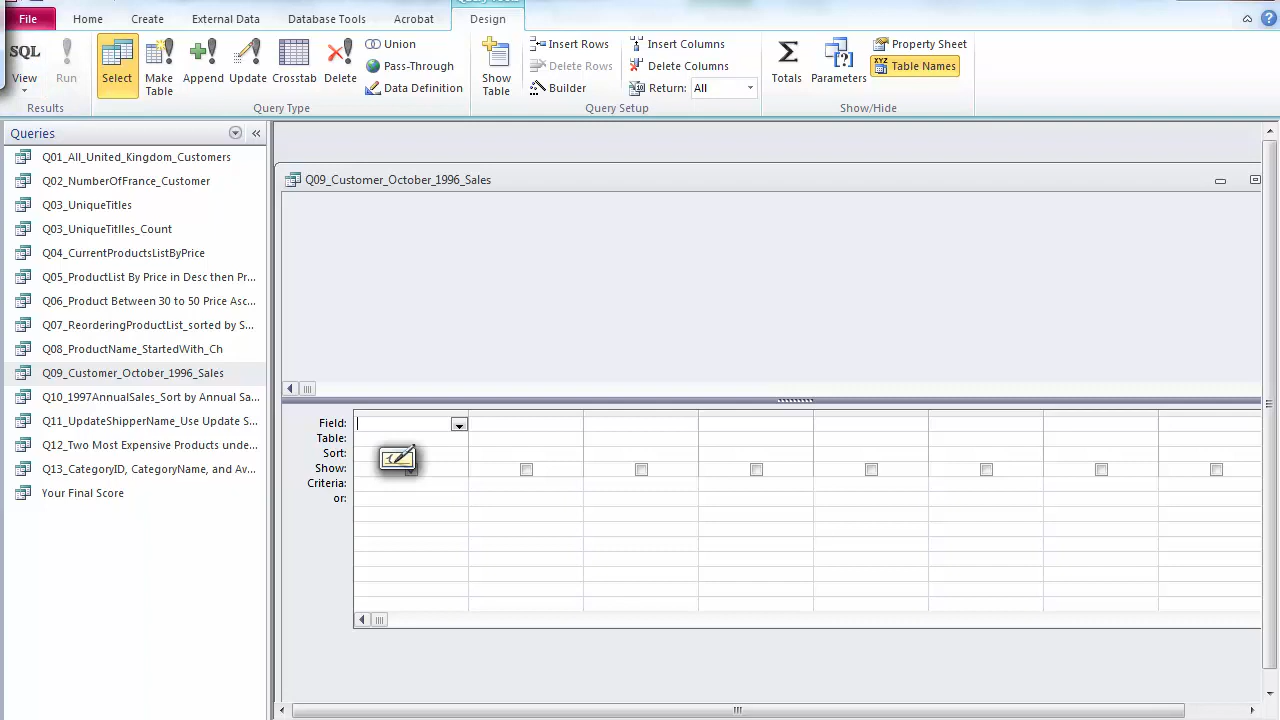 File Home Create External Data Database Tools Acrobat Design
SQL
View
Run
Select
Make
Table
Append
Update
Crosstab
Delete
Union
Pass-Through
Data Definition
Show
Table
Insert Rows
Delete Rows
Builder
Insert Columns
Delete Columns
Return: All
Σ
Totals
Parameters
Property Sheet
XYZ Table Names
Results Query Type Query Setup Show/Hide
Queries
Q01_All_United_Kingdom_Customers
Q02_NumberOfFrance_Customer
Q03_UniqueTitles
Q03_UniqueTitlles_Count
Q04_CurrentProductsListByPrice
Q05_ProductList By Price in Desc then Pr...
Q06_Product Between 30 to 50 Price Asc...
Q07_ReorderingProductList_sorted by S...
Q08_ProductName_StartedWith_Ch
Q09_Customer_October_1996_Sales
Q10_1997AnnualSales_Sort by Annual Sa...
Q11_UpdateShipperName_Use Update S...
Q12_Two Most Expensive Products unde...
Q13_CategoryID, CategoryName, and Av...
Your Final Score
Q09_Customer_October_1996_Sales
Field:
Table:
Sort:
Show:
Criteria:
or: